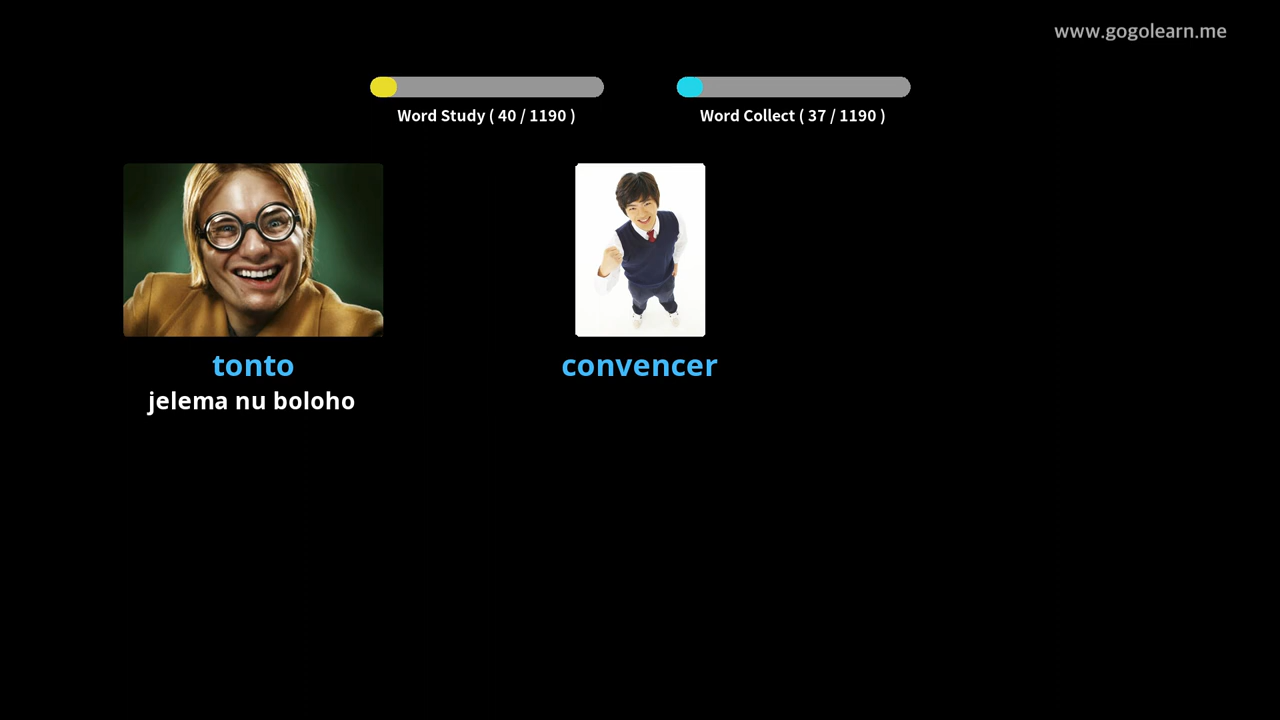 www.gogolearn.me
Word Study ( 40 / 1190 )
Word Collect ( 37 / 1190 )
tonto
jelema nu boloho
convencer